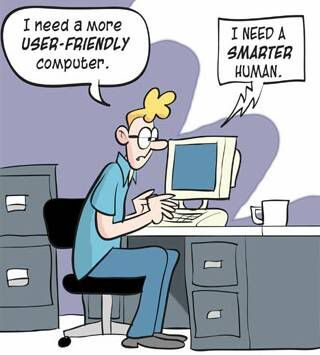 I need a more
USER-FRIENDLY
computer.
I NEED A
SMARTER
HUMAN.